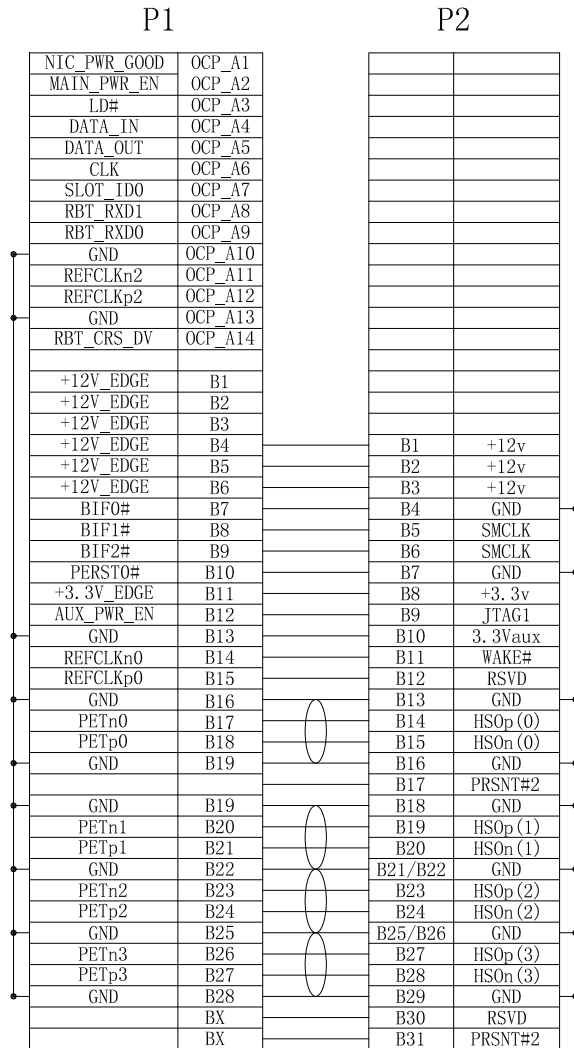 P1 P2
NIC_PWR_GOOD OCP_A1
MAIN_PWR_EN OCP_A2
LD# OCP_A3
DATA_IN OCP_A4
DATA_OUT OCP_A5
CLK OCP_A6
SLOT_ID0 OCP_A7
RBT_RXD1 OCP_A8
RBT_RXD0 OCP_A9
GND OCP_A10
REFCLKn2 OCP_A11
REFCLKp2 OCP_A12
GND OCP_A13
RBT_CRS_DV OCP_A14
+12V_EDGE B1
+12V_EDGE B2
+12V_EDGE B3
+12V_EDGE B4 B1 +12v
+12V_EDGE B5 B2 +12v
+12V_EDGE B6 B3 +12v
BIF0# B7 B4 GND
BIF1# B8 B5 SMCLK
BIF2# B9 B6 SMCLK
PERST0# B10 B7 GND
+3.3V_EDGE B11 B8 +3.3v
AUX_PWR_EN B12 B9 JTAG1
GND B13 B10 3.3Vaux
REFCLKn0 B14 B11 WAKE#
REFCLKp0 B15 B12 RSVD
GND B16 B13 GND
PETn0 B17 B14 HSOp(0)
PETp0 B18 B15 HSOn(0)
GND B19 B16 GND
B17 PRSNT#2
GND B19 B18 GND
PETn1 B20 B19 HSOp(1)
PETp1 B21 B20 HSOn(1)
GND B22 B21/B22 GND
PETn2 B23 B23 HSOp(2)
PETp2 B24 B24 HSOn(2)
GND B25 B25/B26 GND
PETn3 B26 B27 HSOp(3)
PETp3 B27 B28 HSOn(3)
GND B28 B29 GND
BX B30 RSVD
BX B31 PRSNT#2